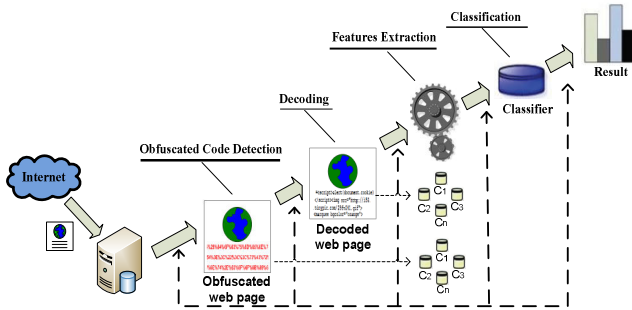 Classification
Features Extraction
Result
Classifier
Decoding
Obfuscated Code Detection
Internet
Decoded
web page
C1
C2
C3
Cn
C1
C2
C3
Cn
Obfuscated
web page